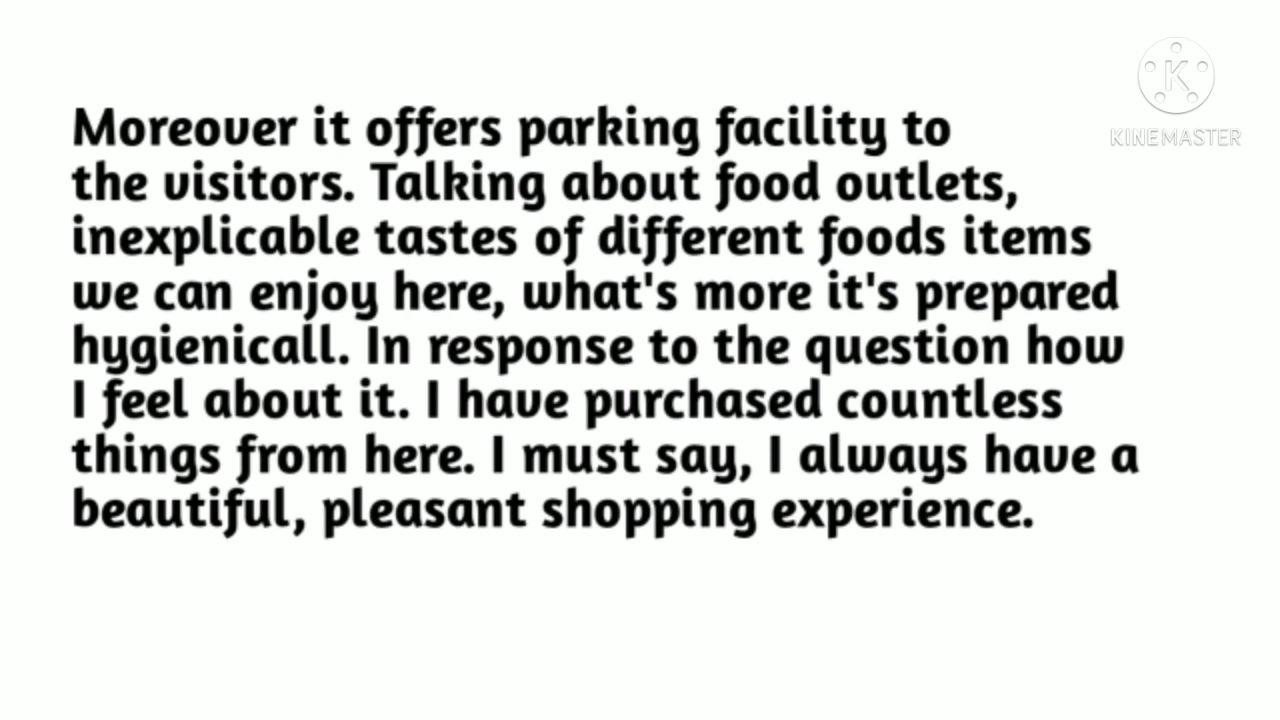 Moreover it offers parking facility to
the visitors. Talking about food outlets,
inexplicable tastes of different foods items
we can enjoy here, what's more it's prepared
hygienicall. In response to the question how
I feel about it. I have purchased countless
things from here. I must say, I always have a
beautiful, pleasant shopping experience.
K
KINEMASTER